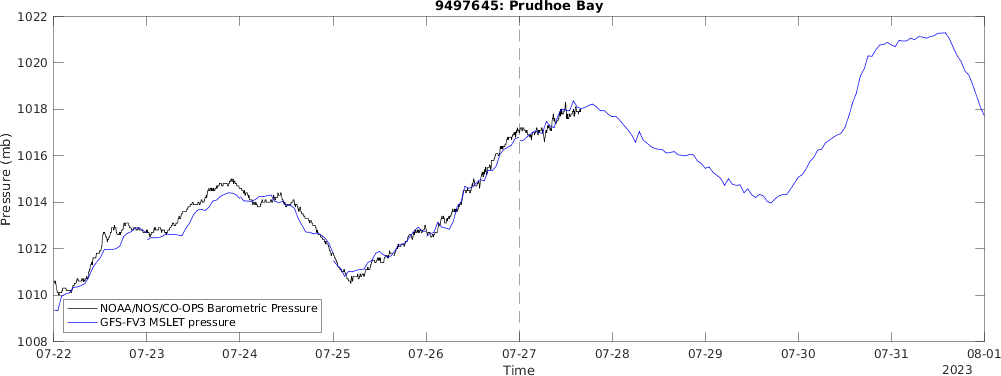 9497645: Prudhoe Bay
Pressure (mb)
1022
1020
1018
1016
1014
1012
1010
1008
NOAA/NOS/CO-OPS Barometric Pressure
GFS-FV3 MSLET pressure
07-22 07-23 07-24 07-25 07-26 07-27 07-28 07-29 07-30 07-31 08-01
Time
2023